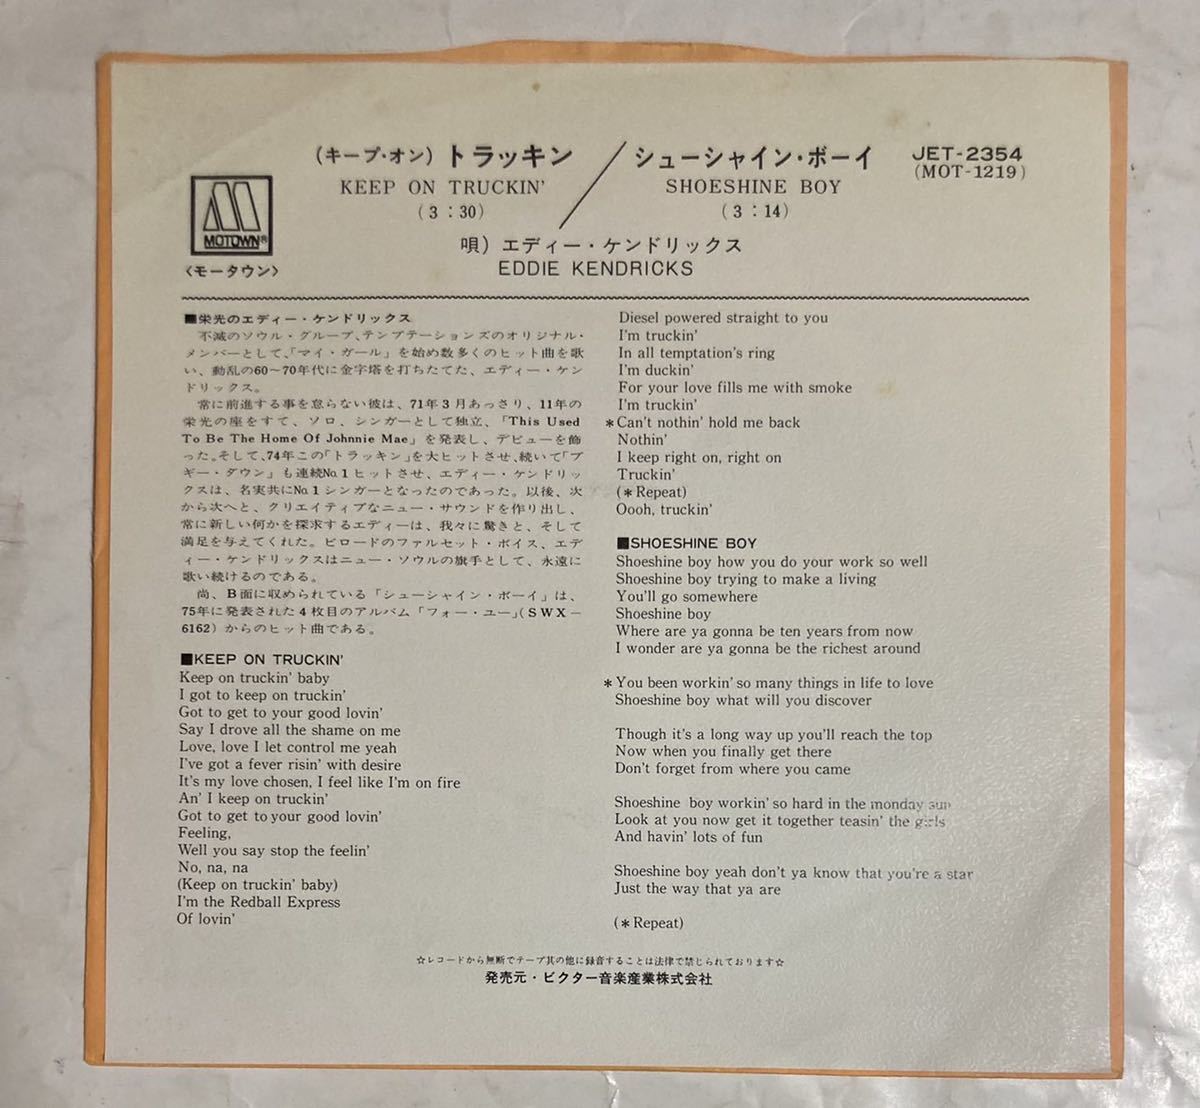 (キープ・オン)トラッキン／シューシャイン・ボーイ
KEEP ON TRUCKIN' SHOESHINE BOY
(3:30) (3:14)
JET-2354
(MOT-1219)
MOTOWN®
〈モータウン〉
唄)エディー・ケンドリックス
EDDIE KENDRICKS
■栄光のエディー・ケンドリックス
不滅のソウル・グループ、テンプテーションズのオリジナル・
メンバーとして、「マイ・ガール」を始め数多くのヒット曲を歌
い、動乱の60〜70年代に金字塔を打ちたてた、エディー・ケン
ドリックス。
常に前進する事を怠らない彼は、71年3月あっさり、11年の
栄光の座をすて、ソロ、シンガーとして独立、「This Used
To Be The Home Of Johnnie Mae」を発表し、デビューを飾
った。そして、74年この「トラッキン」を大ヒットさせ、続いて「ブ
ギー・ダウン」も連続No.1ヒットさせ、エディー・ケンドリッ
クスは、名実共にNo.1シンガーとなったのであった。以後、次
から次へと、クリエイティブなニュー・サウンドを作り出し、
常に新しい何かを探求するエディーは、我々に驚きと、そして
満足を与えてくれた。ビロードのファルセット・ボイス、エデ
ィー・ケンドリックスはニュー・ソウルの旗手として、永遠に
歌い続けるのである。
尚、B面に収められている「シューシャイン・ボーイ」は、
75年に発表された4枚目のアルバム「フォー・ユー」(SWX−
6162)からのヒット曲である。
■KEEP ON TRUCKIN'
Keep on truckin' baby
I got to keep on truckin'
Got to get to your good lovin'
Say I drove all the shame on me
Love, love I let control me yeah
I've got a fever risin' with desire
It's my love chosen, I feel like I'm on fire
An' I keep on truckin'
Got to get to your good lovin'
Feeling,
Well you say stop the feelin'
No, na, na
(Keep on truckin' baby)
I'm the Redball Express
Of lovin'
Diesel powered straight to you
I'm truckin'
In all temptation's ring
I'm duckin'
For your love fills me with smoke
I'm truckin'
*Can't nothin' hold me back
Nothin'
I keep right on, right on
Truckin'
(*Repeat)
Oooh, truckin'
■SHOESHINE BOY
Shoeshine boy how you do your work so well
Shoeshine boy trying to make a living
You'll go somewhere
Shoeshine boy
Where are ya gonna be ten years from now
I wonder are ya gonna be the richest around
*You been workin' so many things in life to love
Shoeshine boy what will you discover
Though it's a long way up you'll reach the top
Now when you finally get there
Don't forget from where you came
Shoeshine boy workin' so hard in the monday sun
Look at you now get it together teasin' the girls
And havin' lots of fun
Shoeshine boy yeah don't ya know that you're a star
Just the way that ya are
(*Repeat)
☆レコードから無断でテープ其の他に録音することは法律で禁じられております☆
発売元・ビクター音楽産業株式会社